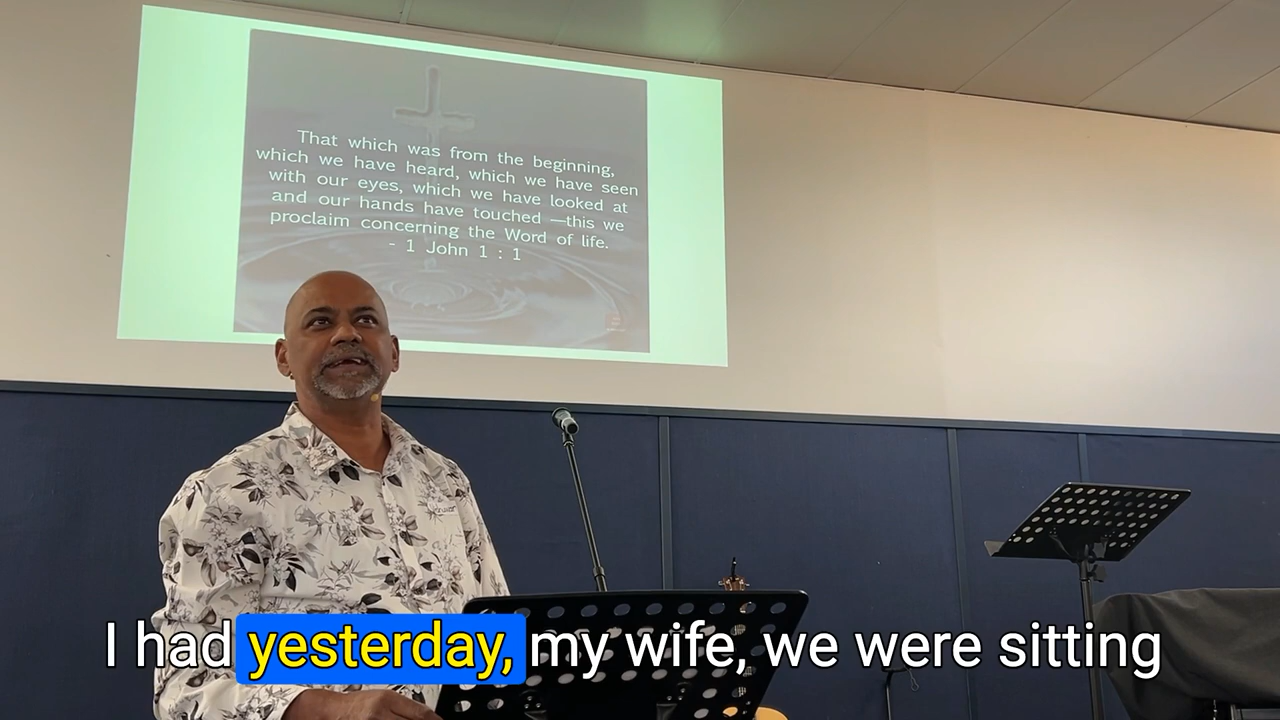 That which was from the beginning,
which we have heard, which we have seen
with our eyes, which we have looked at
and our hands have touched —this we
proclaim concerning the Word of life.
- 1 John 1 : 1
I had yesterday, my wife, we were sitting